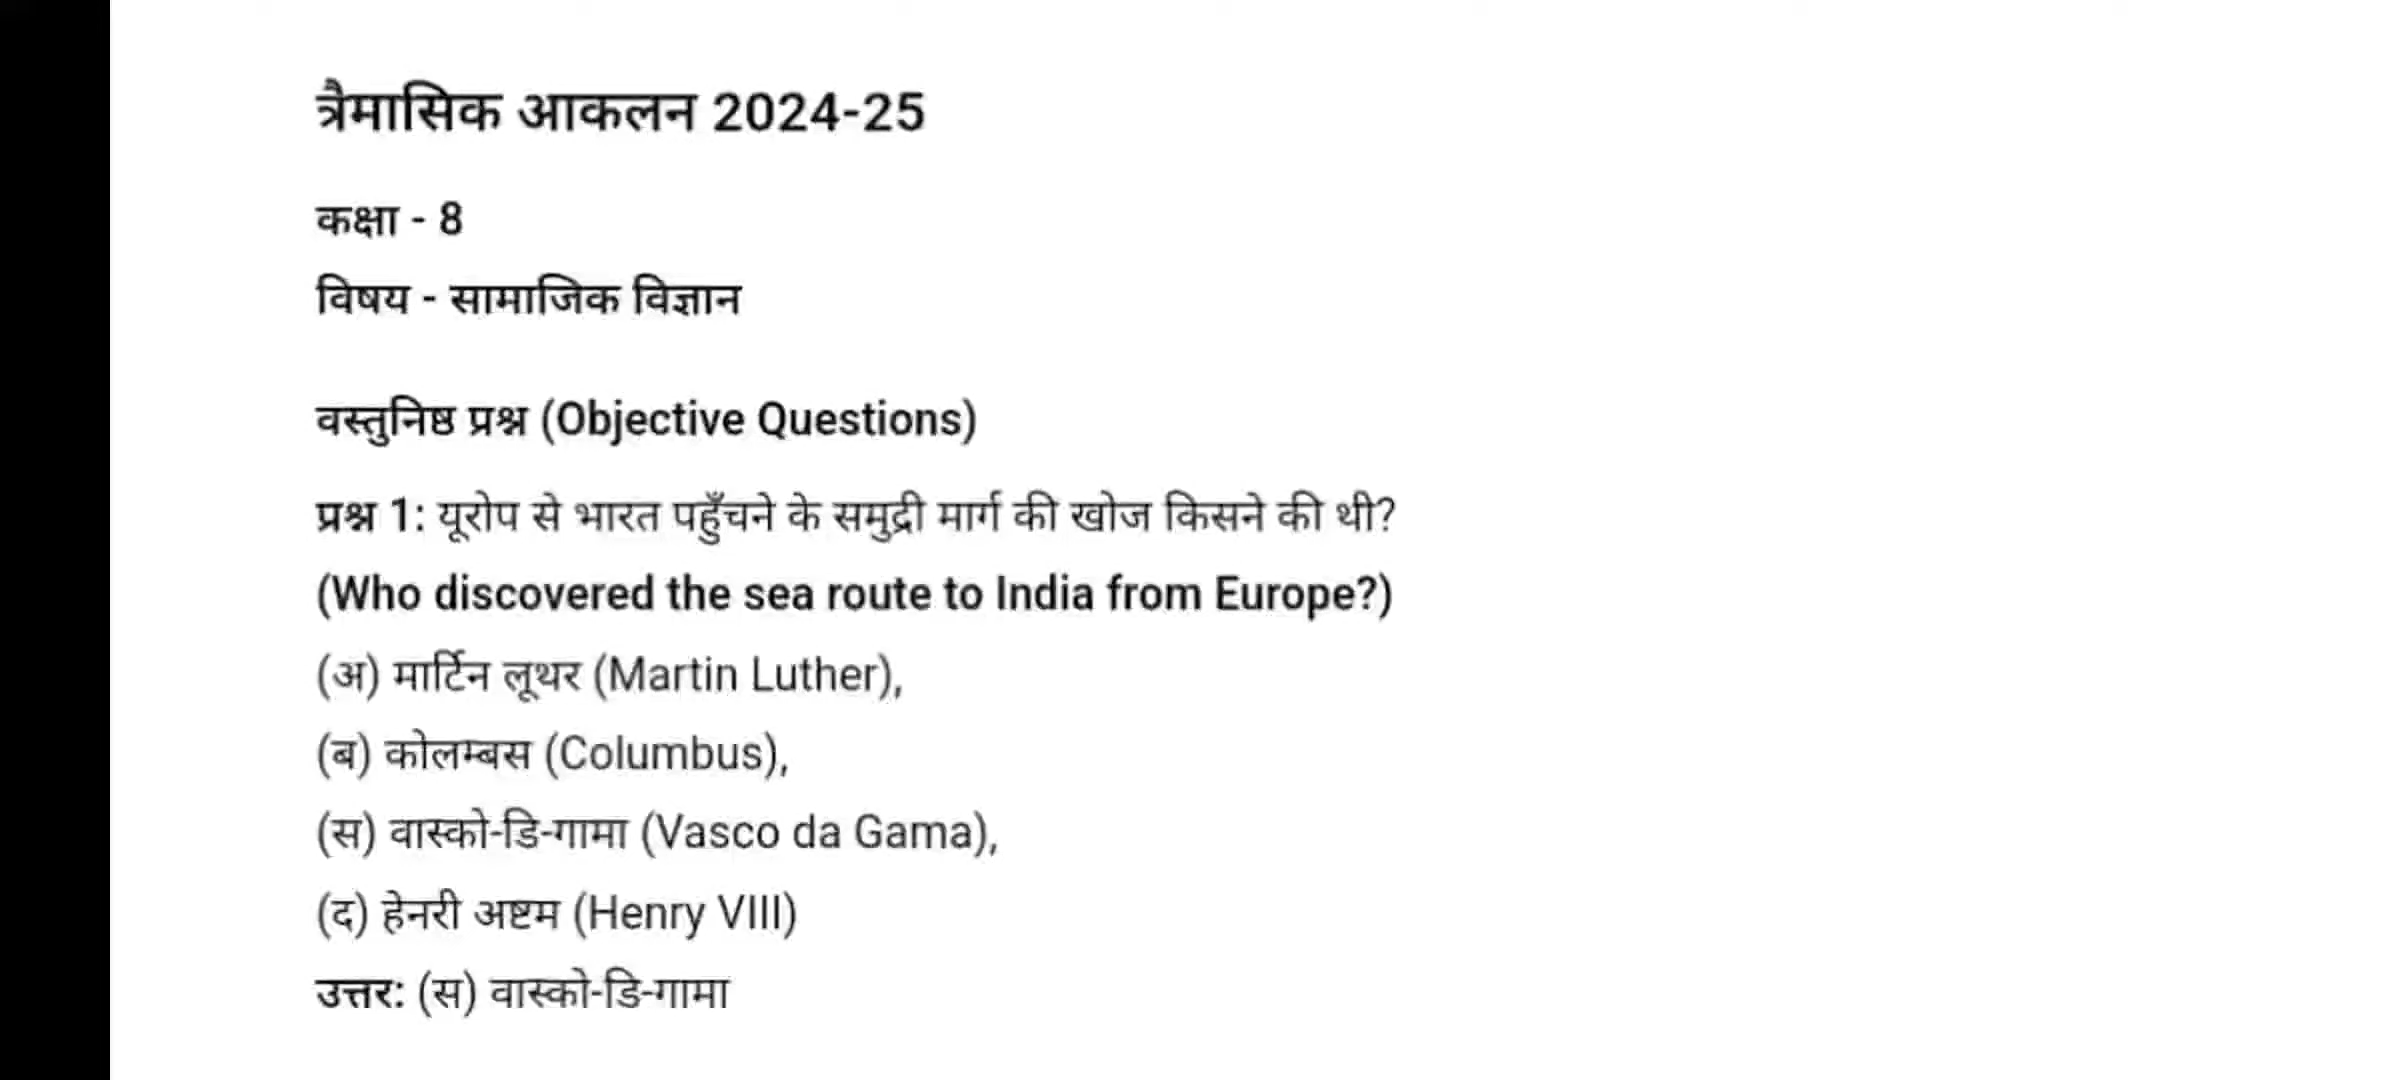 त्रैमासिक आकलन 2024-25
कक्षा - 8
विषय - सामाजिक विज्ञान
वस्तुनिष्ठ प्रश्न (Objective Questions)
प्रश्न 1: यूरोप से भारत पहुँचने के समुद्री मार्ग की खोज किसने की थी?
(Who discovered the sea route to India from Europe?)
(अ) मार्टिन लूथर (Martin Luther),
(ब) कोलम्बस (Columbus),
(स) वास्को-डि-गामा (Vasco da Gama),
(द) हेनरी अष्टम (Henry VIII)
उत्तर: (स) वास्को-डि-गामा